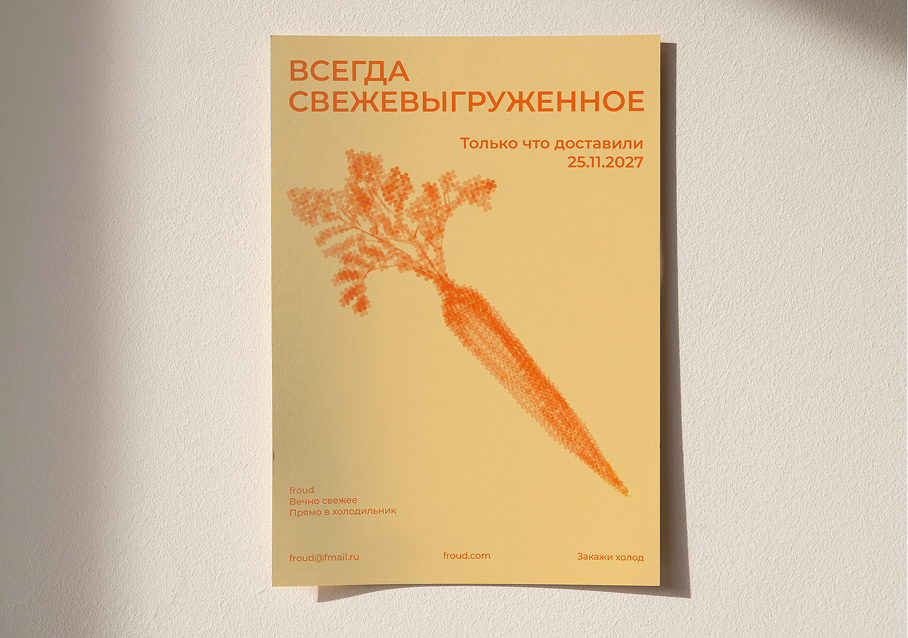 ВСЕГДА
СВЕЖЕВЫГРУЖЕННОЕ
Только что доставили
25.11.2027
froud
Вечно свежее
Прямо в холодильник
froud@fmail.ru
froud.com
Закажи холод